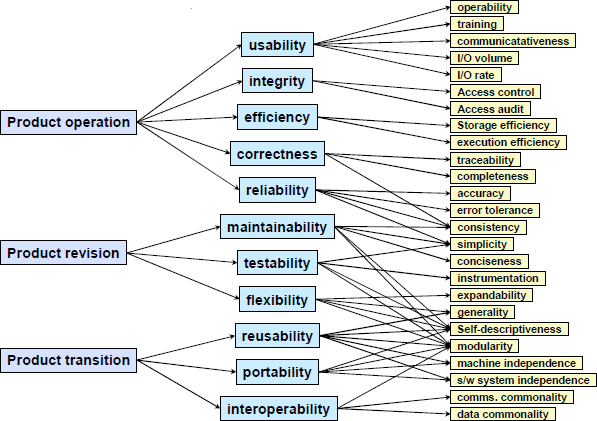 Product operation
Product revision
Product transition
usability
integrity
efficiency
correctness
reliability
maintainability
testability
flexibility
reusability
portability
interoperability
operability
training
communicatativeness
I/O volume
I/O rate
Access control
Access audit
Storage efficiency
execution efficiency
traceability
completeness
accuracy
error tolerance
consistency
simplicity
conciseness
instrumentation
expandability
generality
Self-descriptiveness
modularity
machine independence
s/w system independence
comms. commonality
data commonality